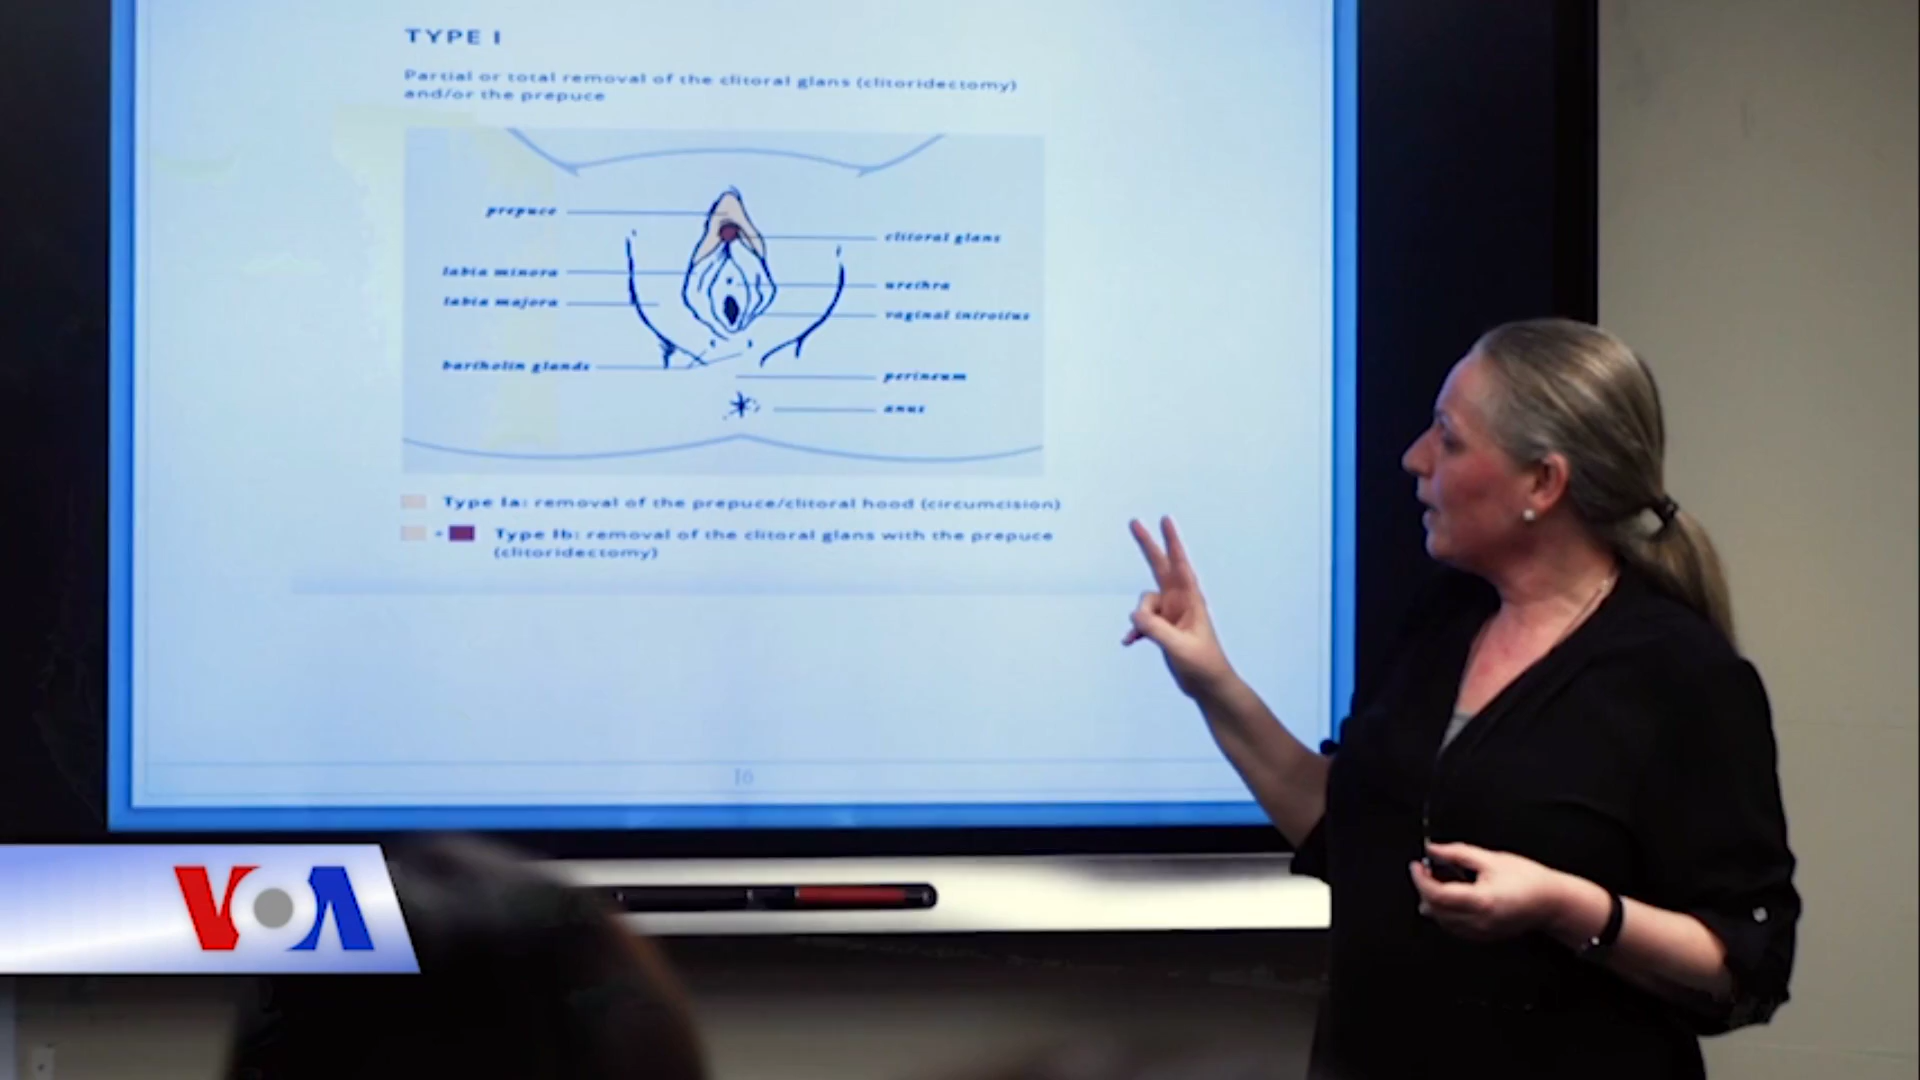 TYPE I
Partial or total removal of the clitoral glans (clitoridectomy)
and/or the prepuce
prepuce
clitoral glans
labia minora
urethra
labia majora
vaginal introitus
bartholin glands
perineum
anus
Type Ia: removal of the prepuce/clitoral hood (circumcision)
+ Type Ib: removal of the clitoral glans with the prepuce
(clitoridectomy)
16
VOA